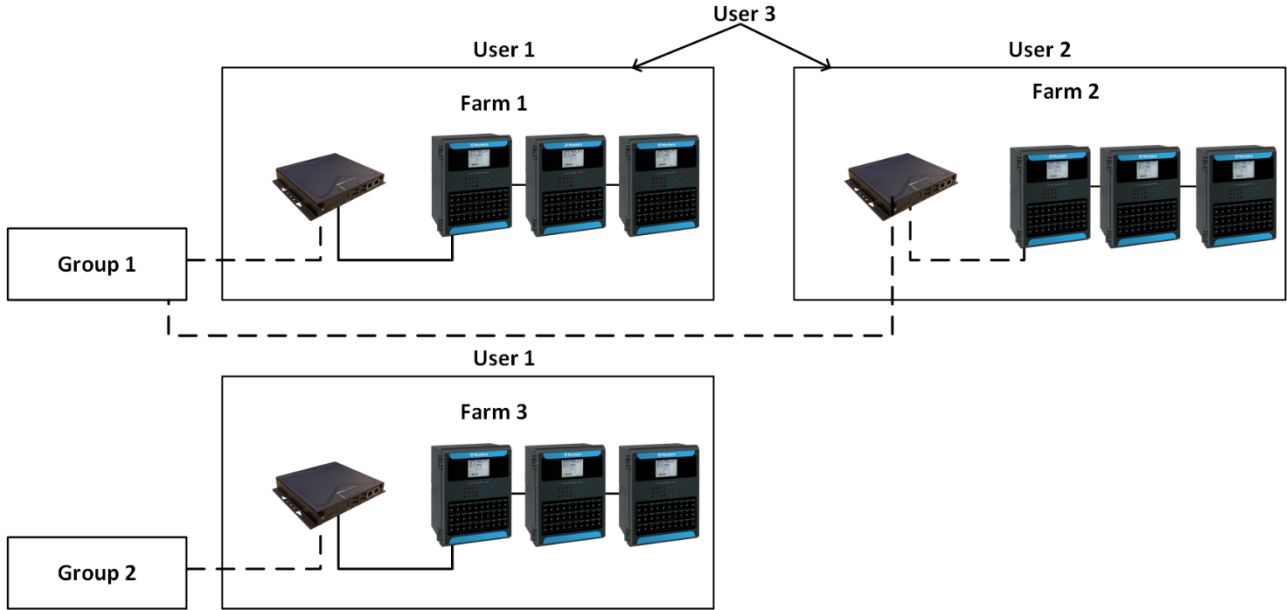 User 3
User 1
User 2
Farm 1
Farm 2
Group 1
User 1
Farm 3
Group 2